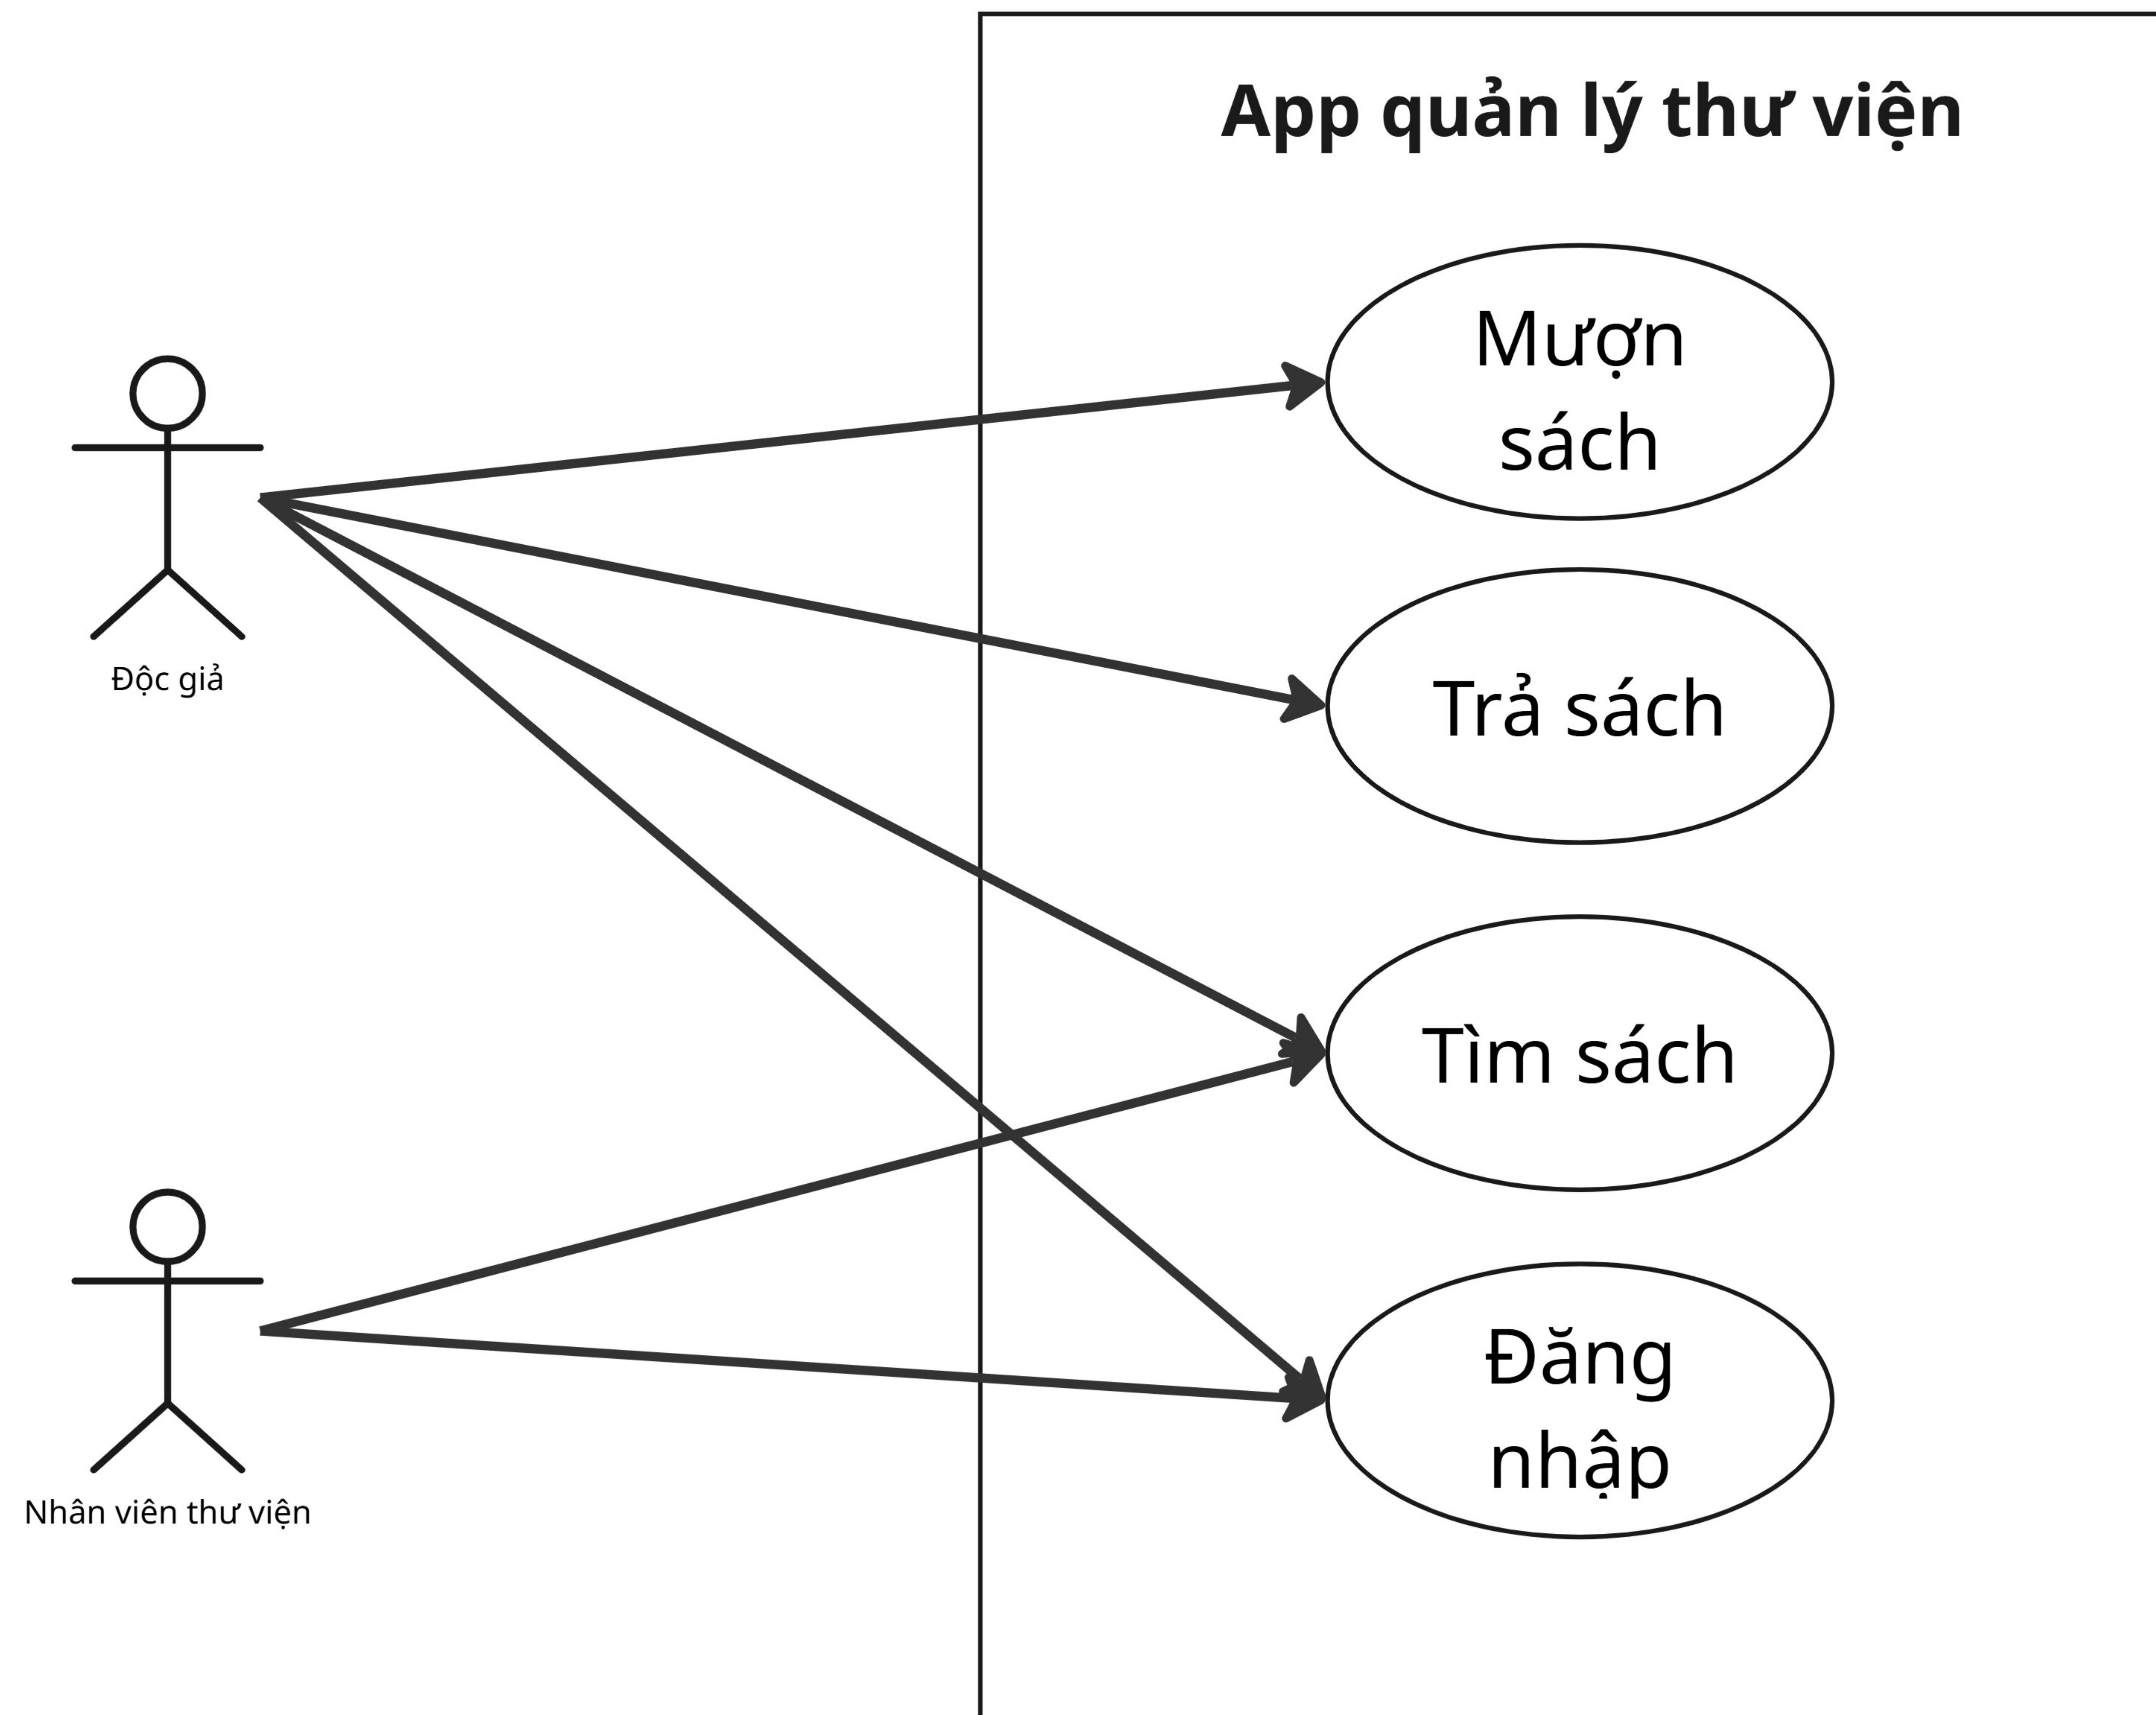 App quản lý thư viện
Mượn
sách
Độc giả
Trả sách
Tìm sách
Đăng
nhập
Nhân viên thư viện